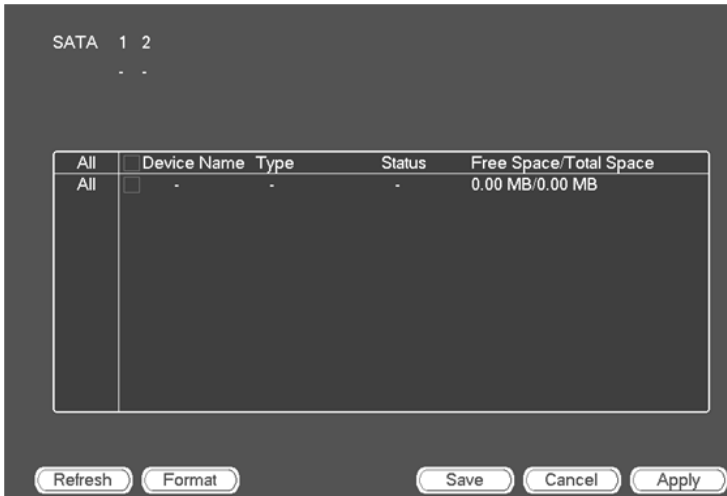 SATA 1 2
- -
All Device Name Type Status Free Space/Total Space
All - - - 0.00 MB/0.00 MB
Refresh Format Save Cancel Apply